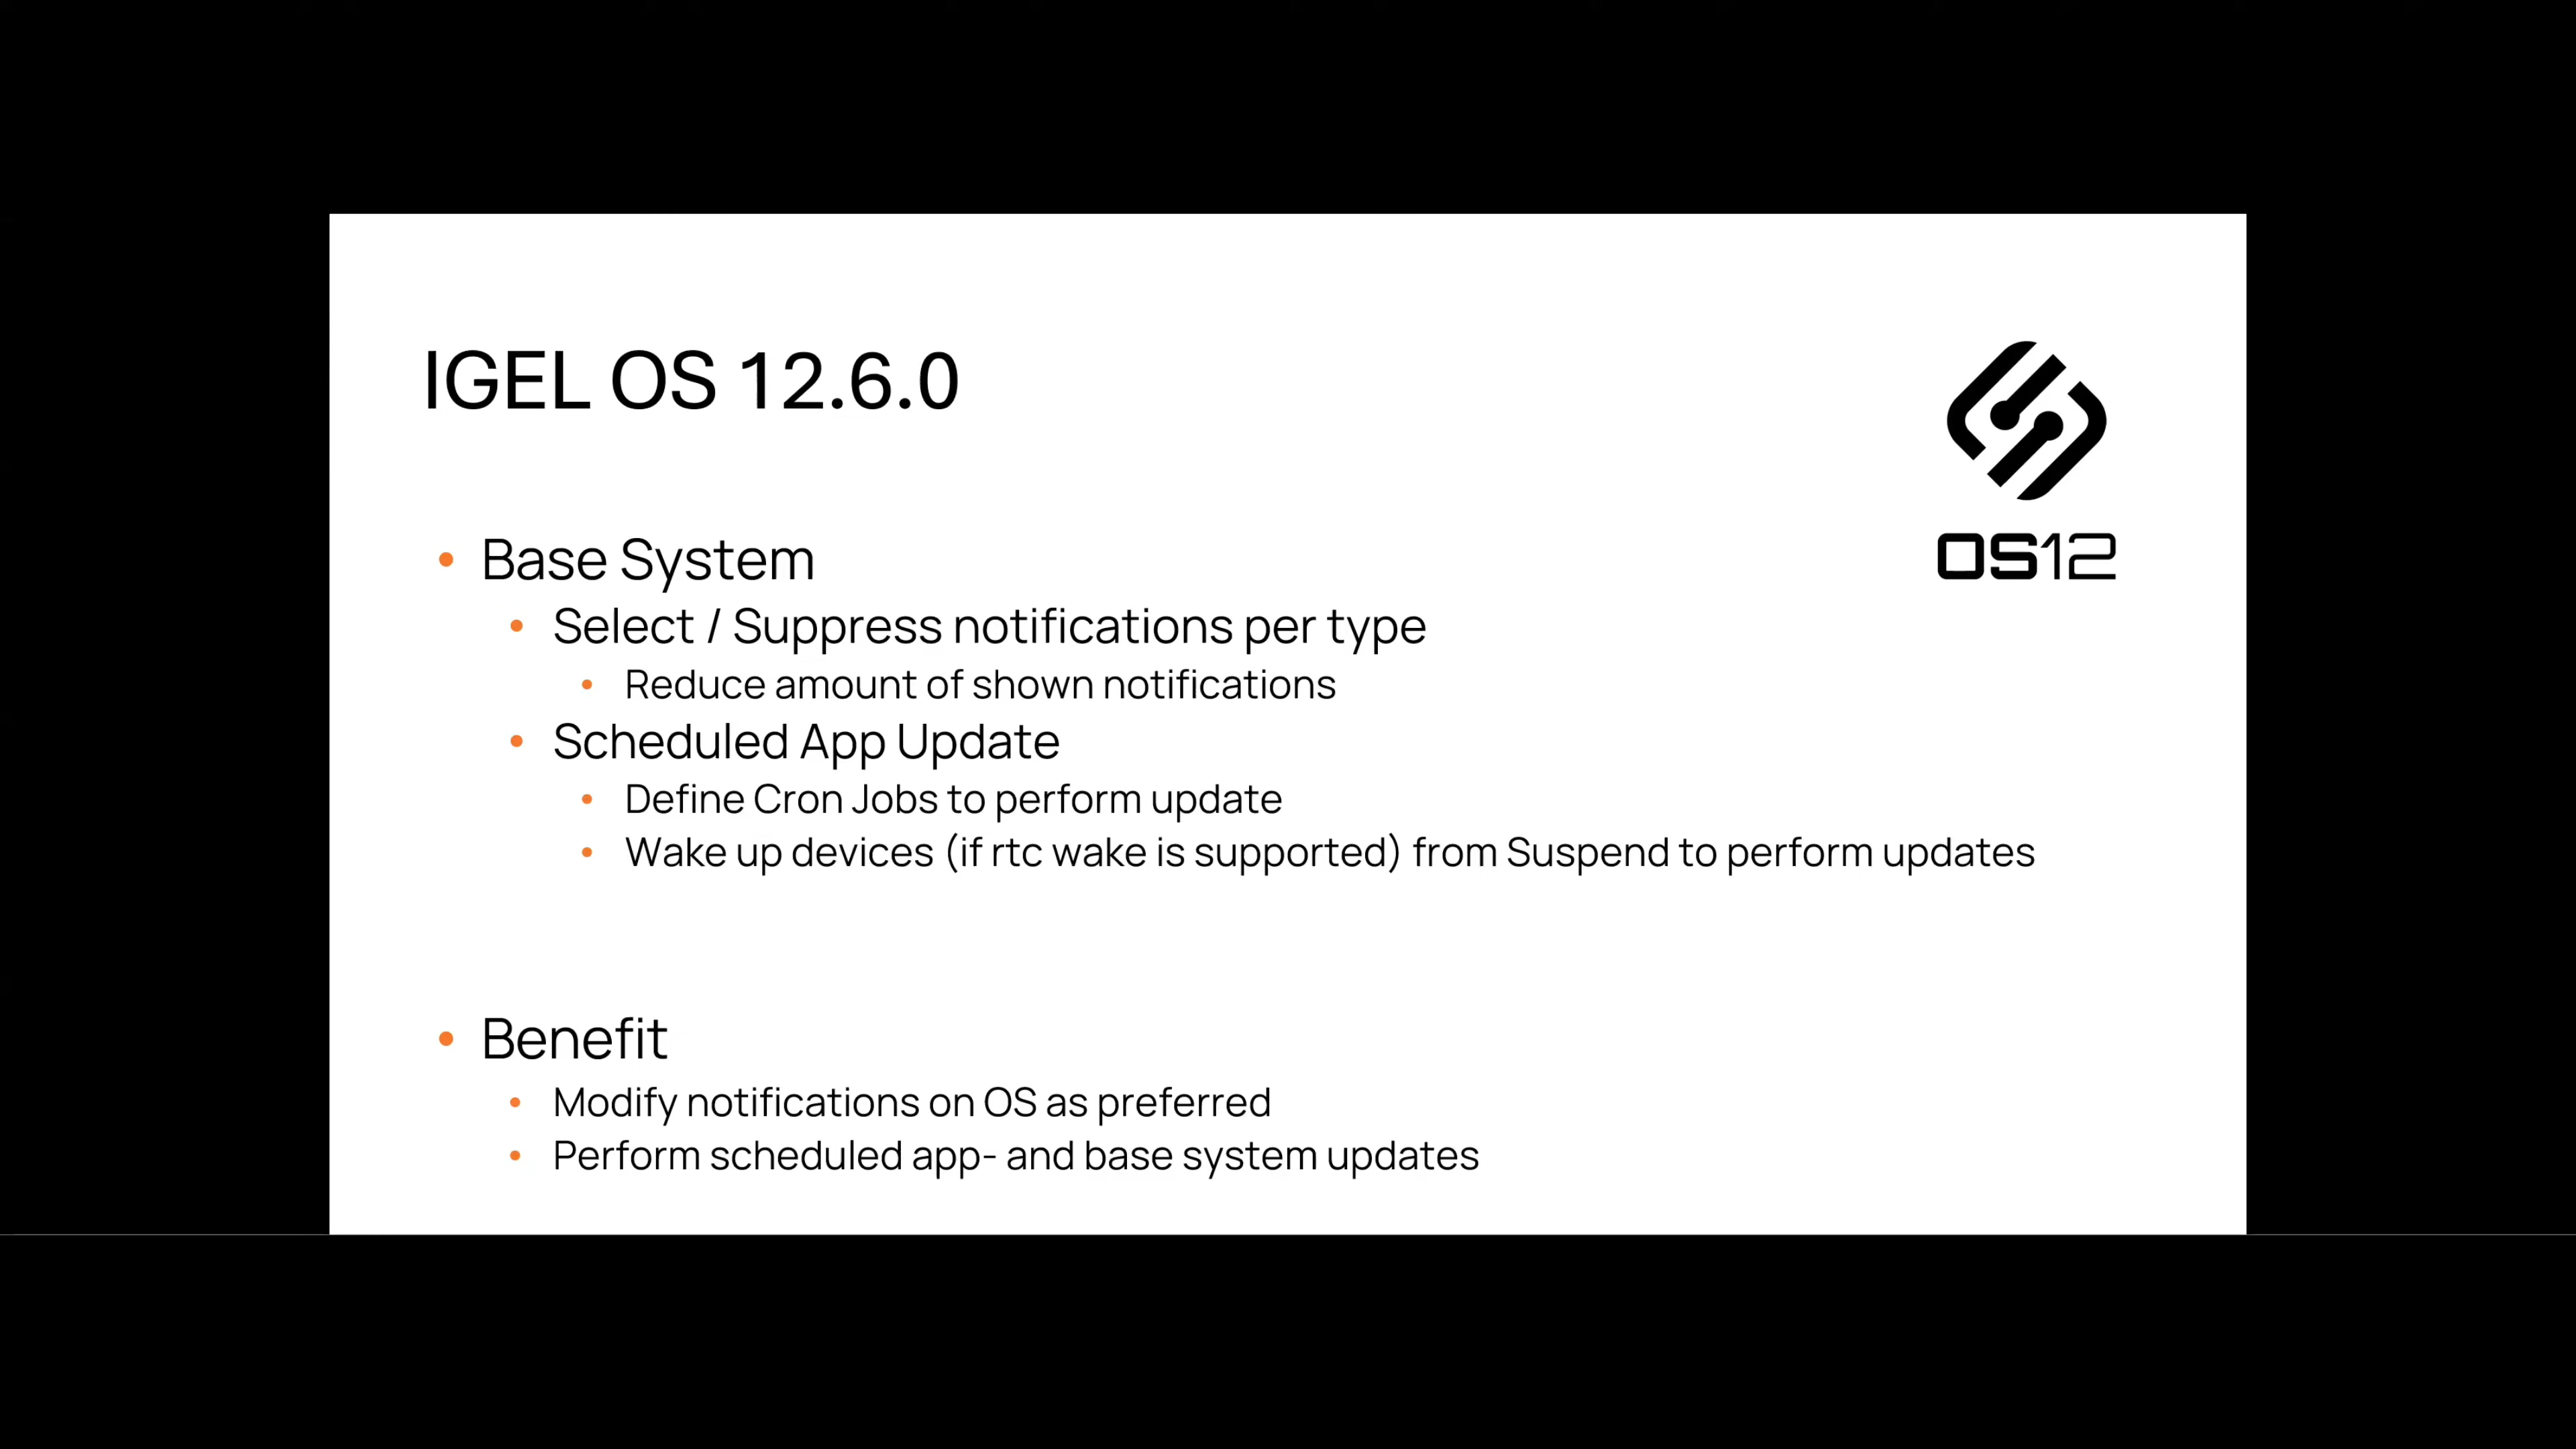 IGEL OS 12.6.0
OS12
• Base System
• Select / Suppress notifications per type
• Reduce amount of shown notifications
• Scheduled App Update
• Define Cron Jobs to perform update
• Wake up devices (if rtc wake is supported) from Suspend to perform updates
• Benefit
• Modify notifications on OS as preferred
• Perform scheduled app- and base system updates